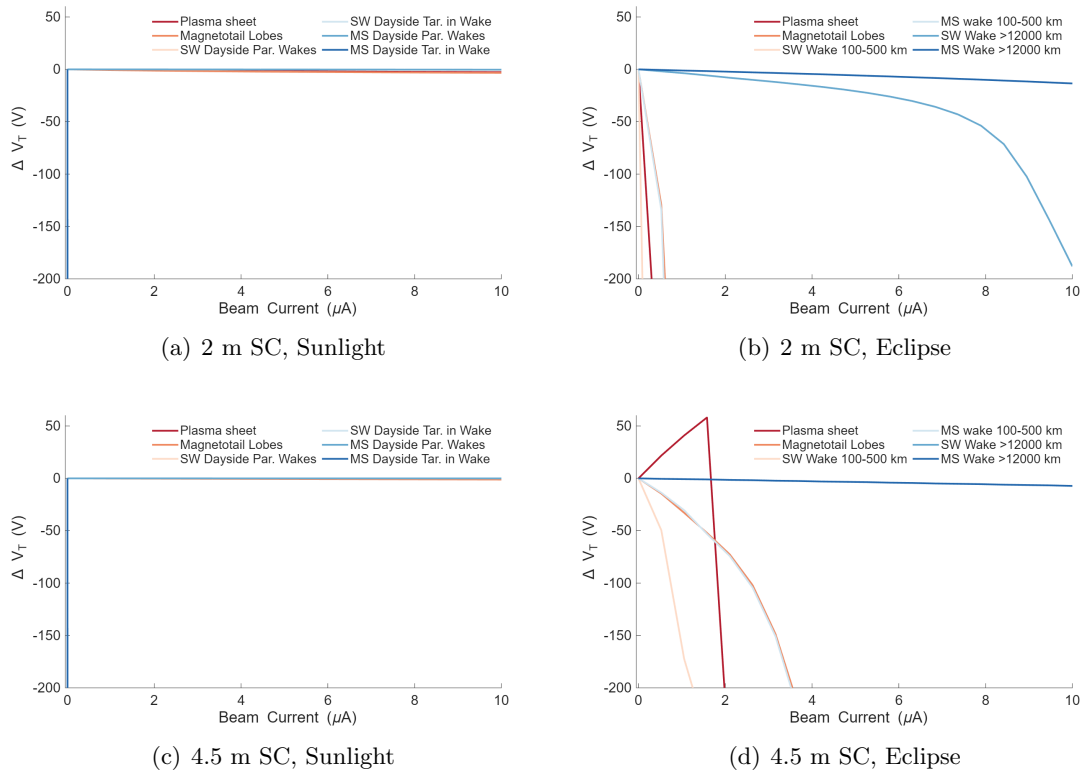 50
0
-50
-100
-150
-200
Δ V_T (V)
Plasma sheet
Magnetotail Lobes
SW Dayside Par. Wakes
SW Dayside Tar. in Wake
MS Dayside Par. Wakes
MS Dayside Tar. in Wake
0 2 4 6 8 10
Beam Current (μA)
(a) 2 m SC, Sunlight
50
0
-50
-100
-150
-200
Δ V_T (V)
Plasma sheet
Magnetotail Lobes
SW Wake 100-500 km
MS wake 100-500 km
SW Wake >12000 km
MS Wake >12000 km
0 2 4 6 8 10
Beam Current (μA)
(b) 2 m SC, Eclipse
50
0
-50
-100
-150
-200
Δ V_T (V)
Plasma sheet
Magnetotail Lobes
SW Dayside Par. Wakes
SW Dayside Tar. in Wake
MS Dayside Par. Wakes
MS Dayside Tar. in Wake
0 2 4 6 8 10
Beam Current (μA)
(c) 4.5 m SC, Sunlight
50
0
-50
-100
-150
-200
Δ V_T (V)
Plasma sheet
Magnetotail Lobes
SW Wake 100-500 km
MS wake 100-500 km
SW Wake >12000 km
MS Wake >12000 km
0 2 4 6 8 10
Beam Current (μA)
(d) 4.5 m SC, Eclipse